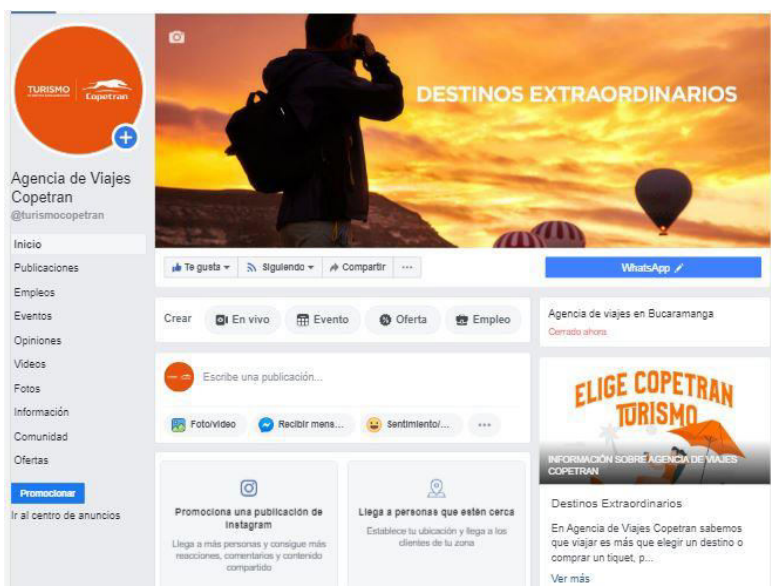 TURISMO
Copetran
DESTINOS EXTRAORDINARIOS
Agencia de Viajes
Copetran
@turismocopetran
Inicio
Publicaciones
Empleos
Eventos
Opiniones
Videos
Fotos
Información
Comunidad
Ofertas
Promocionar
Ir al centro de anuncios
Te gusta
Siguiendo
Compartir
WhatsApp
Crear
En vivo
Evento
Oferta
Empleo
Escribe una publicación...
Foto/video
Recibir mens...
Sentimiento/...
Promociona una publicación de
Instagram
Llega a más personas y consigue más
reacciones, comentarios y contenido
compartido
Llega a personas que estén cerca
Establece tu ubicación y llega a los
clientes de tu zona
Agencia de viajes en Bucaramanga
Cerrado ahora
ELIGE COPETRAN
TURISMO
INFORMACIÓN SOBRE AGENCIA DE VIAJES
COPETRAN
Destinos Extraordinarios
En Agencia de Viajes Copetran sabemos
que viajar es más que elegir un destino o
comprar un tiquet, p...
Ver más